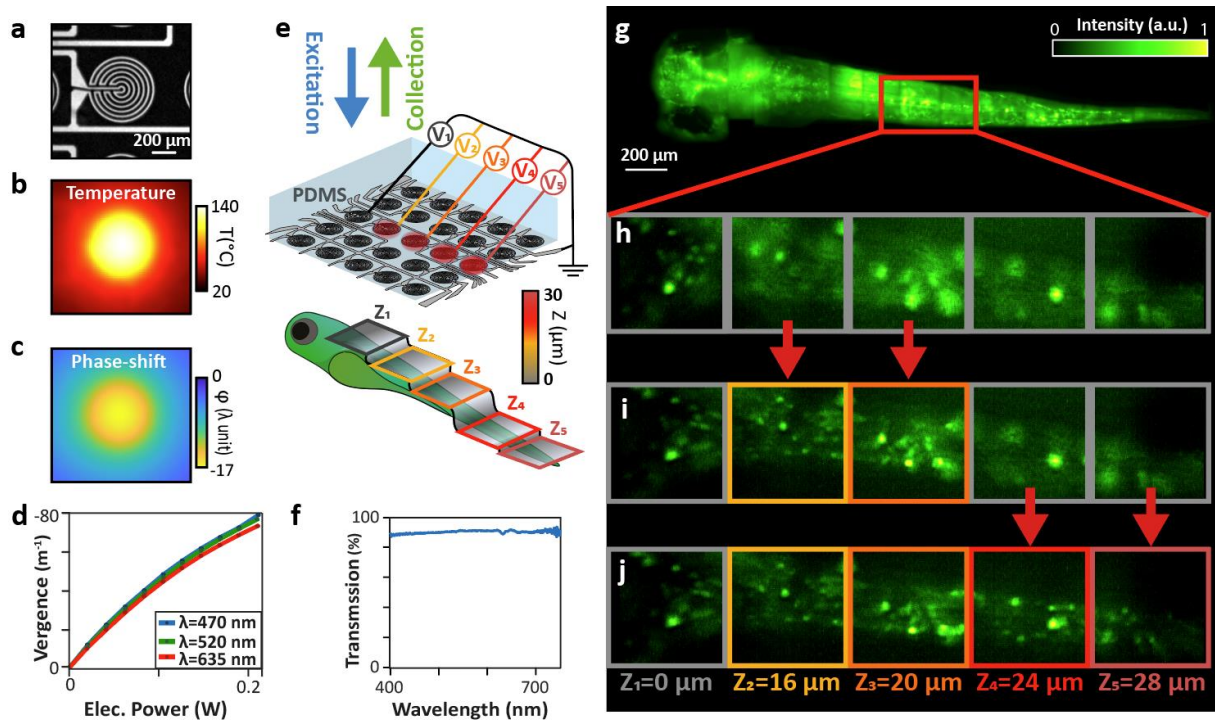 a
200 µm
b
Temperature
140
T(°C)
20
c
Phase-shift
0
-6
(λ unit)
-17
d
-80
Vergence (m⁻¹)
0
λ=470 nm
λ=520 nm
λ=635 nm
0
0.2
Elec. Power (W)
e
Excitation
Collection
V₁
V₂
V₃
V₄
V₅
PDMS
30
Z (µm)
0
Z₁
Z₂
Z₃
Z₄
Z₅
f
100
Transmssion (%)
0
400
700
Wavelength (nm)
g
Intensity (a.u.)
0
1
200 µm
h
i
j
Z₁=0 µm
Z₂=16 µm
Z₃=20 µm
Z₄=24 µm
Z₅=28 µm